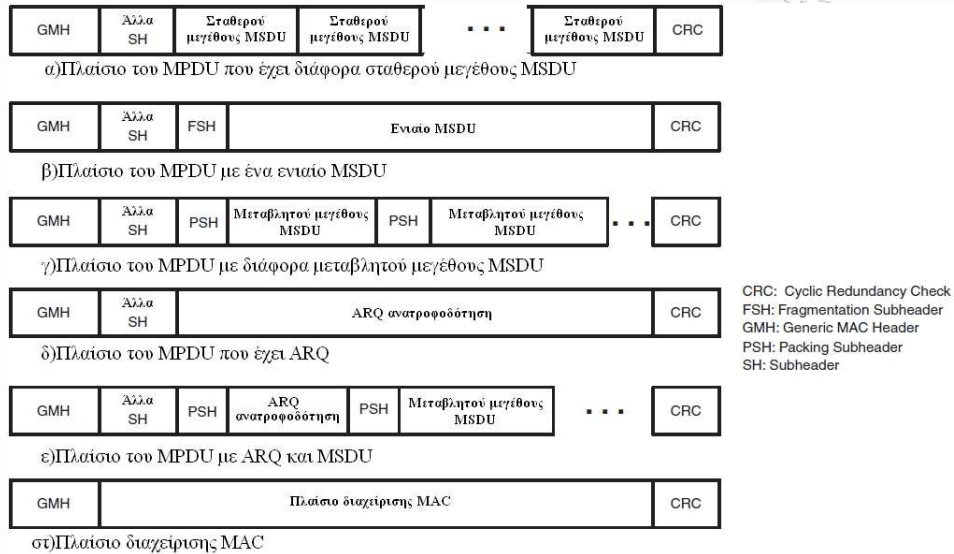 GMH Άλλα SH Σταθερού μεγέθους MSDU Σταθερού μεγέθους MSDU ... Σταθερού μεγέθους MSDU CRC
α)Πλαίσιο του MPDU που έχει διάφορα σταθερού μεγέθους MSDU
GMH Άλλα SH FSH Ενιαίο MSDU CRC
β)Πλαίσιο του MPDU με ένα ενιαίο MSDU
GMH Άλλα SH PSH Μεταβλητού μεγέθους MSDU PSH Μεταβλητού μεγέθους MSDU ... CRC
γ)Πλαίσιο του MPDU με διάφορα μεταβλητού μεγέθους MSDU
GMH Άλλα SH ARQ ανατροφοδότηση CRC
δ)Πλαίσιο του MPDU που έχει ARQ
GMH Άλλα SH PSH ARQ ανατροφοδότηση PSH Μεταβλητού μεγέθους MSDU ... CRC
ε)Πλαίσιο του MPDU με ARQ και MSDU
GMH Πλαίσιο διαχείρισης MAC CRC
στ)Πλαίσιο διαχείρισης MAC
CRC: Cyclic Redundancy Check
FSH: Fragmentation Subheader
GMH: Generic MAC Header
PSH: Packing Subheader
SH: Subheader